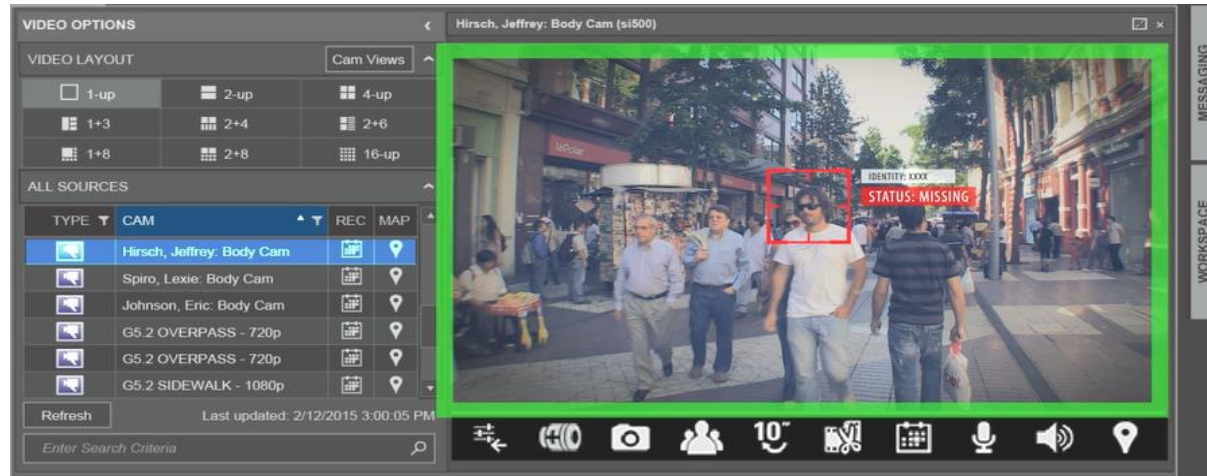 VIDEO OPTIONS
VIDEO LAYOUT
Cam Views
1-up
2-up
4-up
1+3
2+4
2+6
1+8
2+8
16-up
ALL SOURCES
TYPE CAM REC MAP
Hirsch, Jeffrey: Body Cam
Spiro, Lexie: Body Cam
Johnson, Eric: Body Cam
G5.2 OVERPASS - 720p
G5.2 OVERPASS - 720p
G5.2 SIDEWALK - 1080p
Refresh
Last updated: 2/12/2015 3:00:05 PM
Enter Search Criteria
Hirsch, Jeffrey: Body Cam (si500)
laPolar
IDENTITY: XXXX
STATUS: MISSING
10"
MESSAGING
WORKSPACE